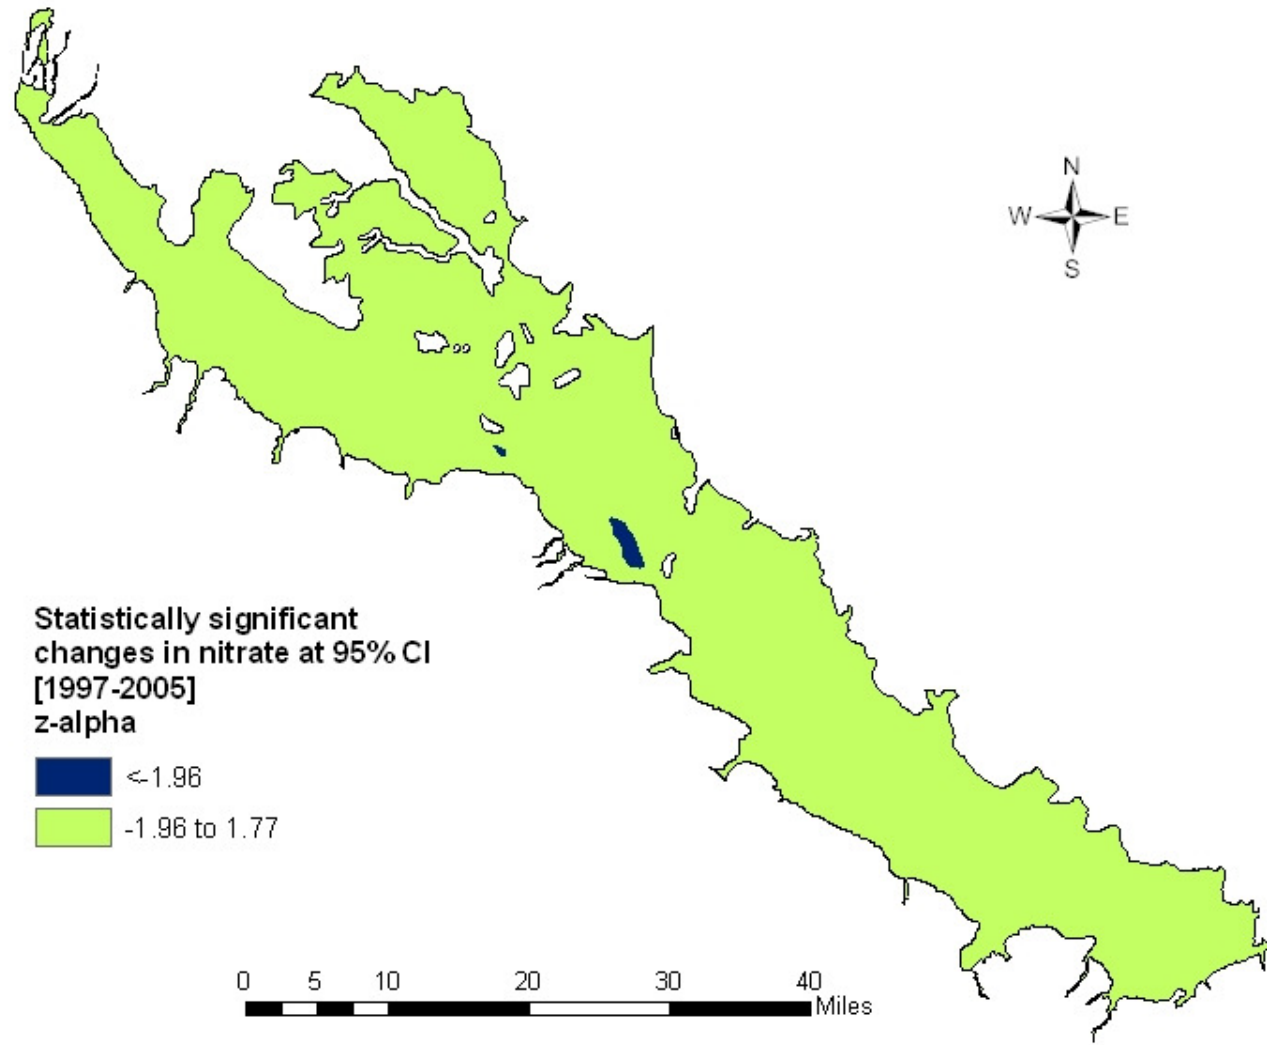 N
W E
S
Statistically significant
changes in nitrate at 95% CI
[1997-2005]
z-alpha
<-1.96
-1.96 to 1.77
0 5 10 20 30 40
Miles